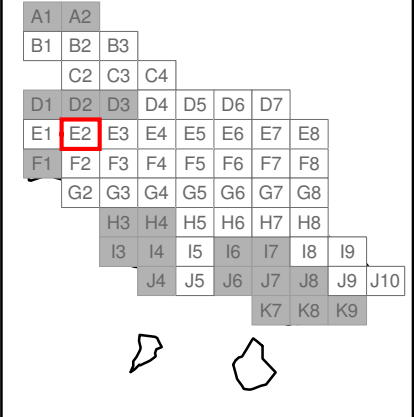 A1 A2
B1 B2 B3
C2 C3 C4
D1 D2 D3 D4 D5 D6 D7
E1 E2 E3 E4 E5 E6 E7 E8
F1 F2 F3 F4 F5 F6 F7 F8
G2 G3 G4 G5 G6 G7 G8
H3 H4 H5 H6 H7 H8
I3 I4 I5 I6 I7 I8 I9
J4 J5 J6 J7 J8 J9 J10
K7 K8 K9